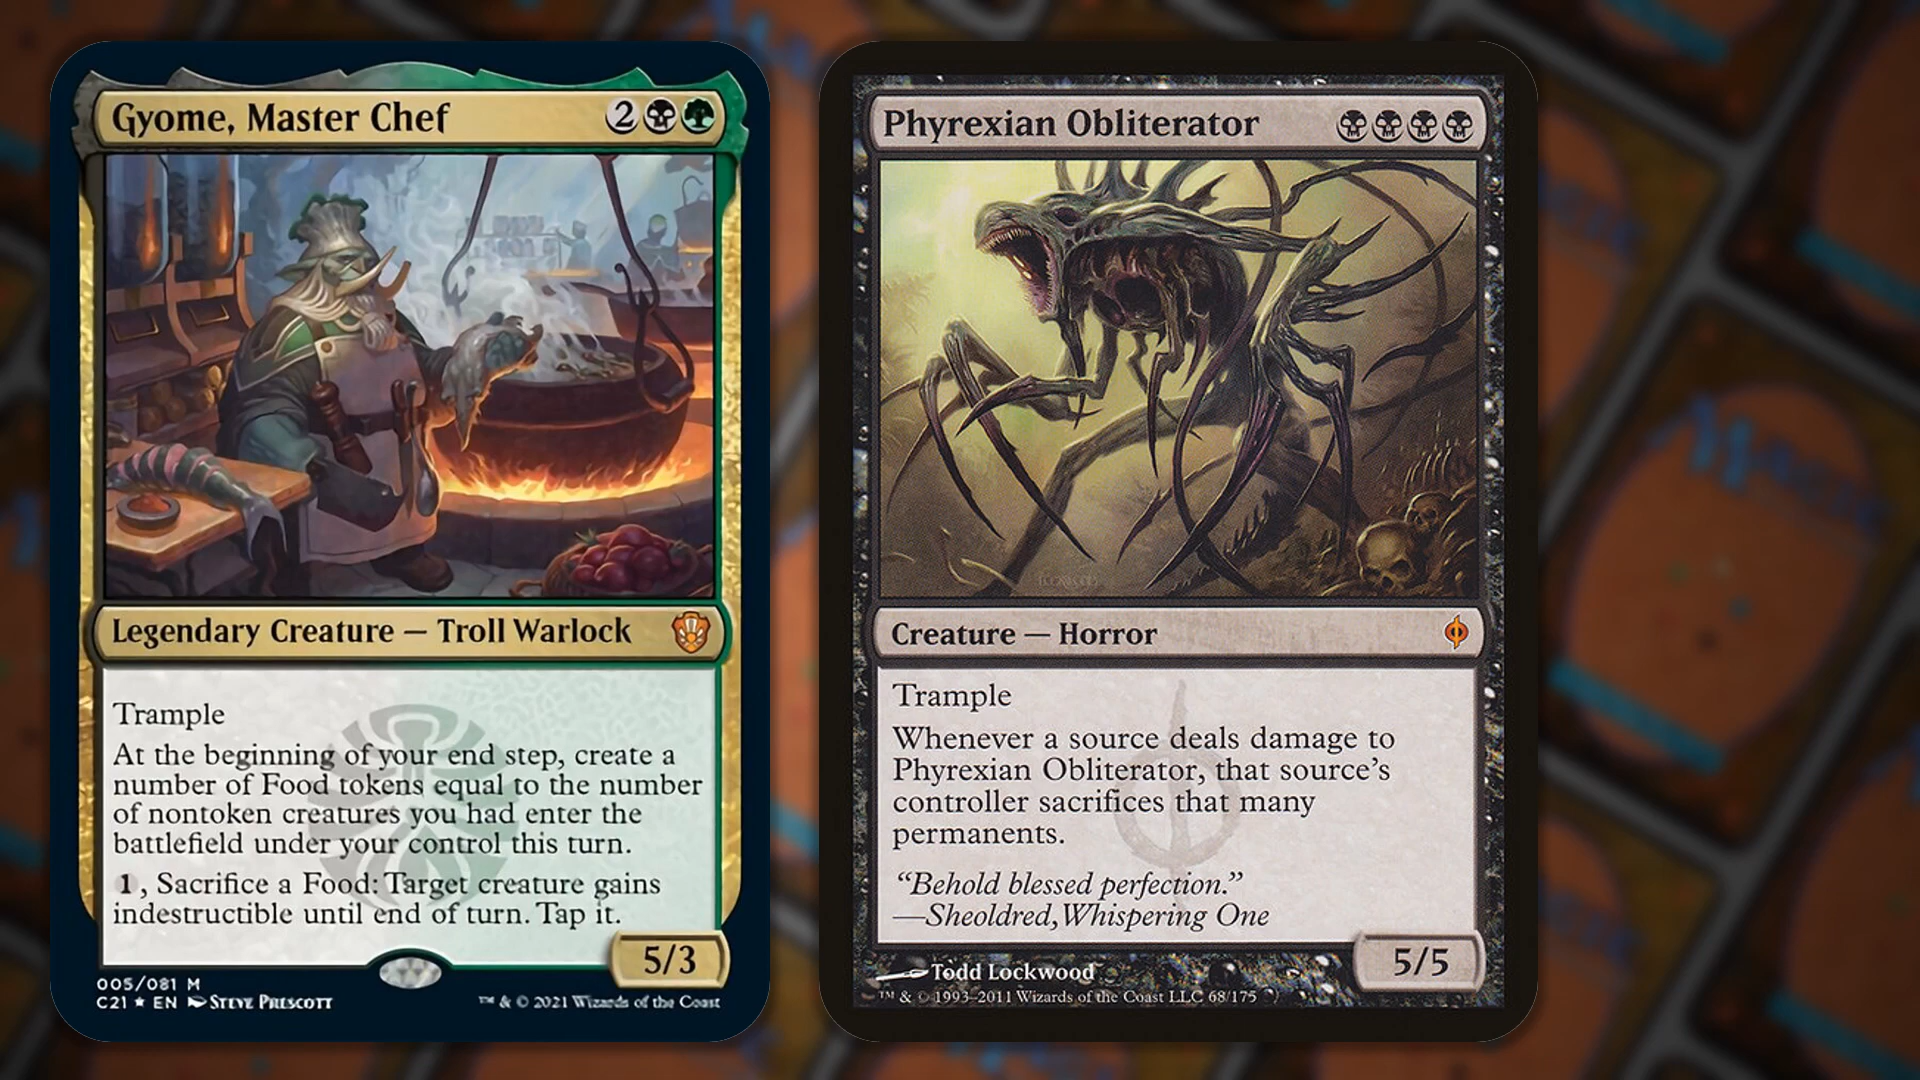 Gyome, Master Chef 2
Legendary Creature — Troll Warlock
Trample
At the beginning of your end step, create a
number of Food tokens equal to the number
of nontoken creatures you had enter the
battlefield under your control this turn.
1, Sacrifice a Food: Target creature gains
indestructible until end of turn. Tap it.
5/3
005/081 M
C21 ★ EN STEVE PRESCOTT
™ & © 2021 Wizards of the Coast
Phyrexian Obliterator
Creature — Horror
Trample
Whenever a source deals damage to
Phyrexian Obliterator, that source's
controller sacrifices that many
permanents.
“Behold blessed perfection.”
—Sheoldred, Whispering One
5/5
Todd Lockwood
™ & © 1993–2011 Wizards of the Coast LLC 68/175